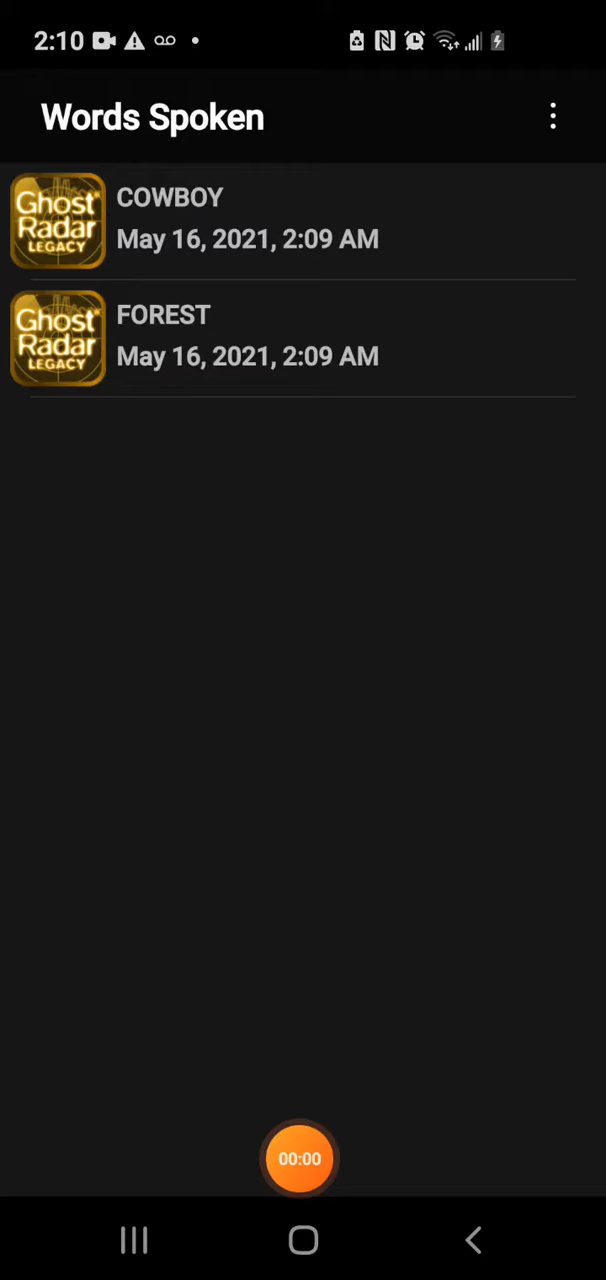 2:10
Words Spoken
Ghost
Radar
LEGACY
COWBOY
May 16, 2021, 2:09 AM
Ghost
Radar
LEGACY
FOREST
May 16, 2021, 2:09 AM
00:00